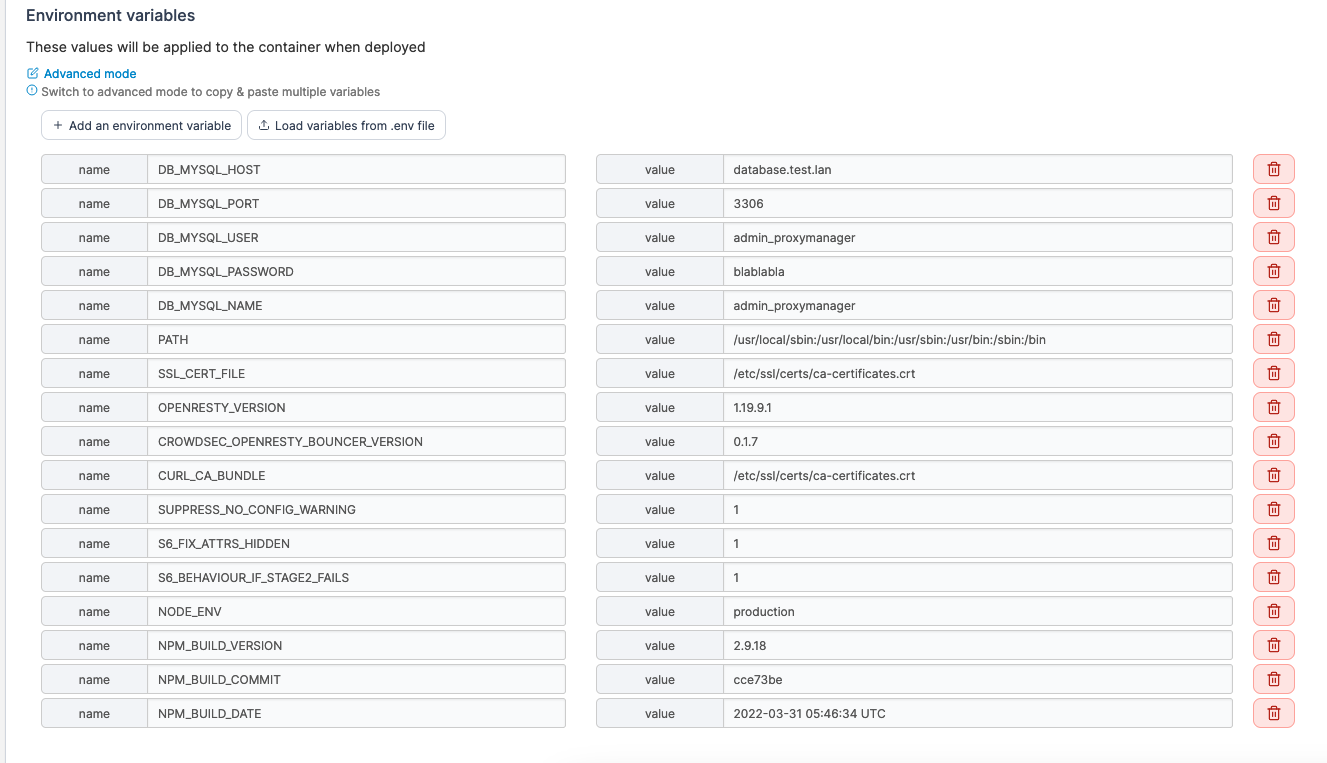 Environment variables
These values will be applied to the container when deployed
Advanced mode
Switch to advanced mode to copy & paste multiple variables
+ Add an environment variable Load variables from .env file
name DB_MYSQL_HOST value database.test.lan
name DB_MYSQL_PORT value 3306
name DB_MYSQL_USER value admin_proxymanager
name DB_MYSQL_PASSWORD value blablabla
name DB_MYSQL_NAME value admin_proxymanager
name PATH value /usr/local/sbin:/usr/local/bin:/usr/sbin:/usr/bin:/sbin:/bin
name SSL_CERT_FILE value /etc/ssl/certs/ca-certificates.crt
name OPENRESTY_VERSION value 1.19.9.1
name CROWDSEC_OPENRESTY_BOUNCER_VERSION value 0.1.7
name CURL_CA_BUNDLE value /etc/ssl/certs/ca-certificates.crt
name SUPPRESS_NO_CONFIG_WARNING value 1
name S6_FIX_ATTRS_HIDDEN value 1
name S6_BEHAVIOUR_IF_STAGE2_FAILS value 1
name NODE_ENV value production
name NPM_BUILD_VERSION value 2.9.18
name NPM_BUILD_COMMIT value cce73be
name NPM_BUILD_DATE value 2022-03-31 05:46:34 UTC